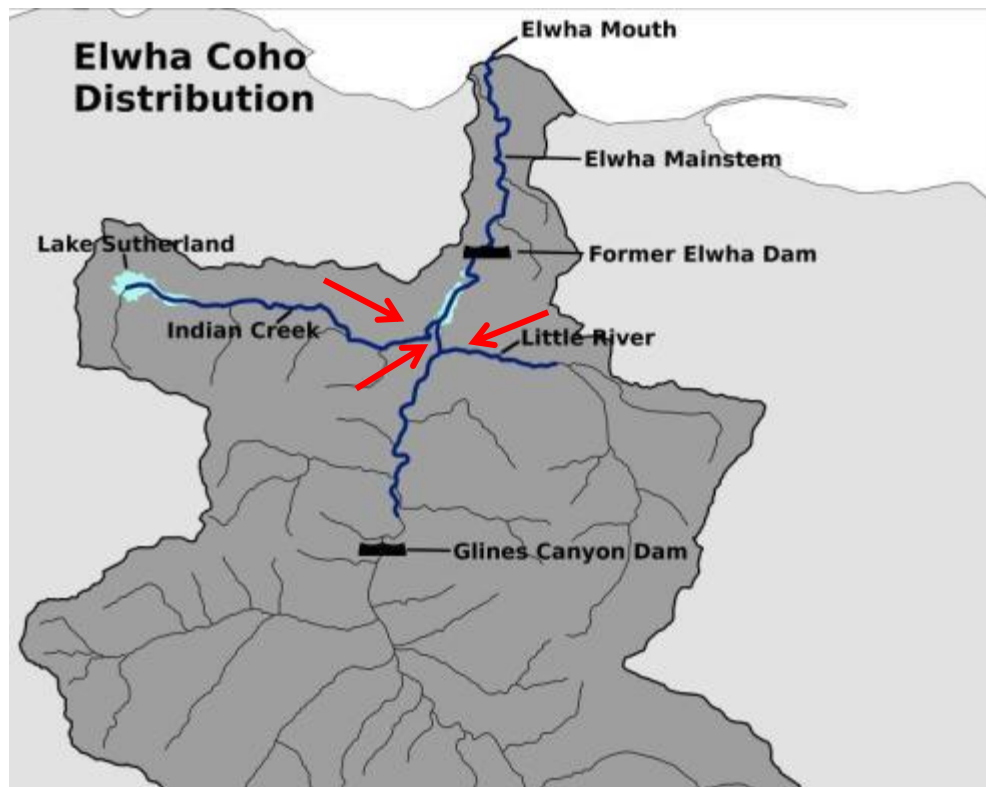 Elwha Coho
Distribution
Elwha Mouth
Elwha Mainstem
Lake Sutherland
Former Elwha Dam
Indian Creek
Little River
Glines Canyon Dam